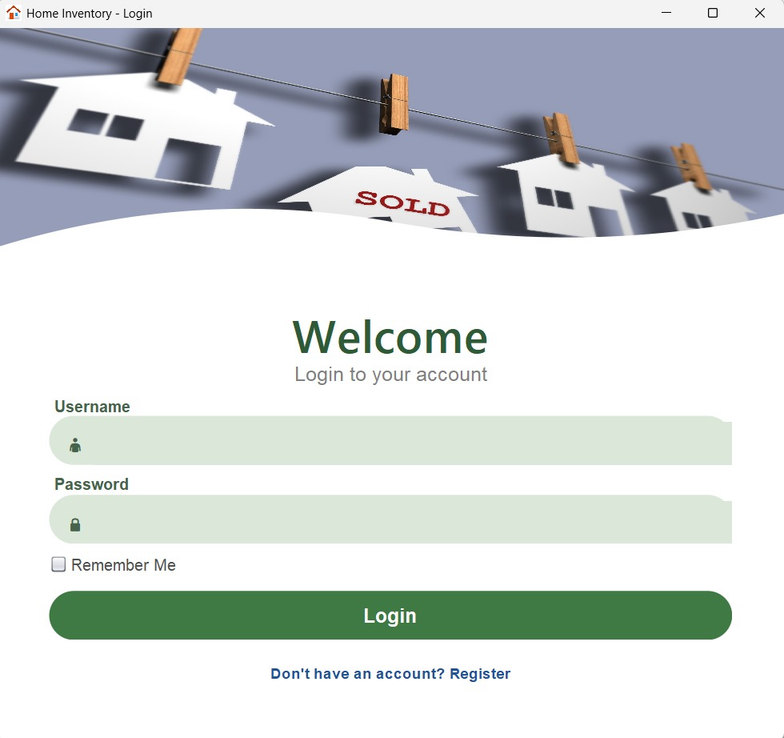 Home Inventory - Login
SOLD
Welcome
Login to your account
Username
Password
Remember Me
Login
Don't have an account? Register